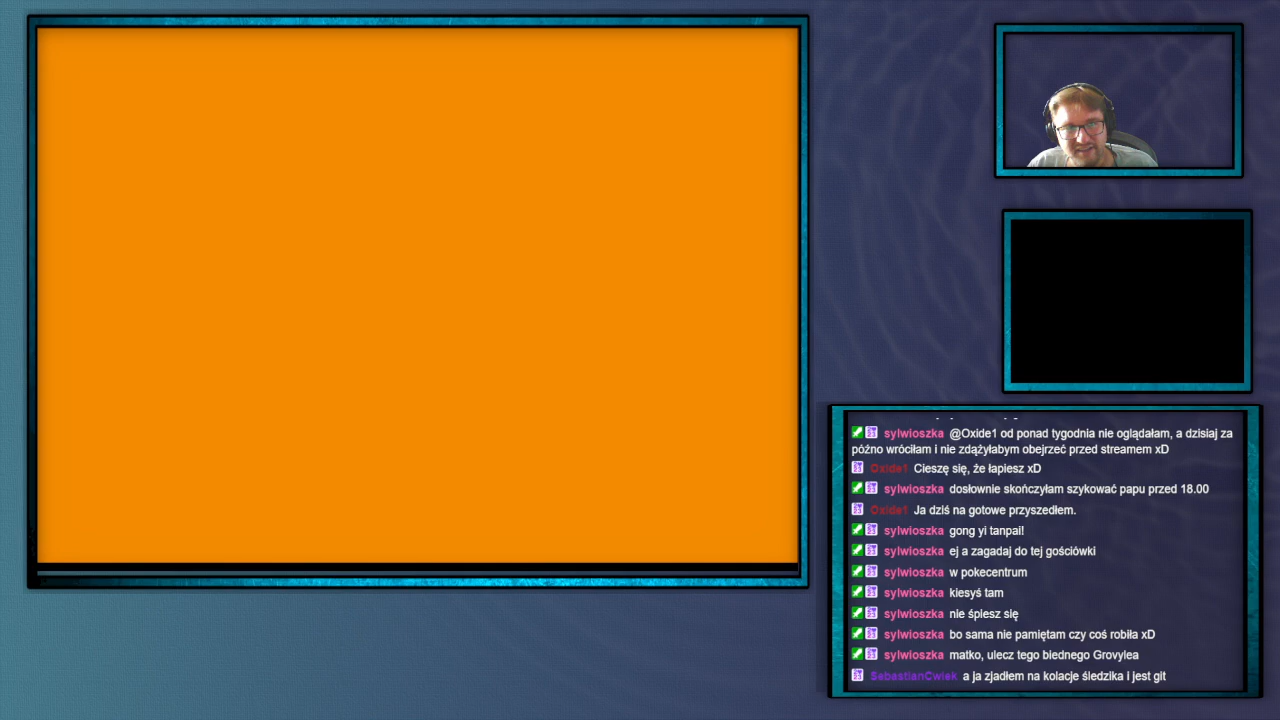 sylwioszka @Oxide1 od ponad tygodnia nie oglądałam, a dzisiaj za
późno wróciłam i nie zdążyłabym obejrzeć przed streamem xD
Oxide1 Cieszę się, że łapiesz xD
sylwioszka dosłownie skończyłam szykować papu przed 18.00
Oxide1 Ja dziś na gotowe przyszedłem.
sylwioszka gong yi tanpai!
sylwioszka ej a zagadaj do tej gościówki
sylwioszka w pokecentrum
sylwioszka kiesyś tam
sylwioszka nie śpiesz się
sylwioszka bo sama nie pamiętam czy coś robiła xD
sylwioszka matko, ulecz tego biednego Grovylea
SebastianCwiek a ja zjadłem na kolacje śledzika i jest git